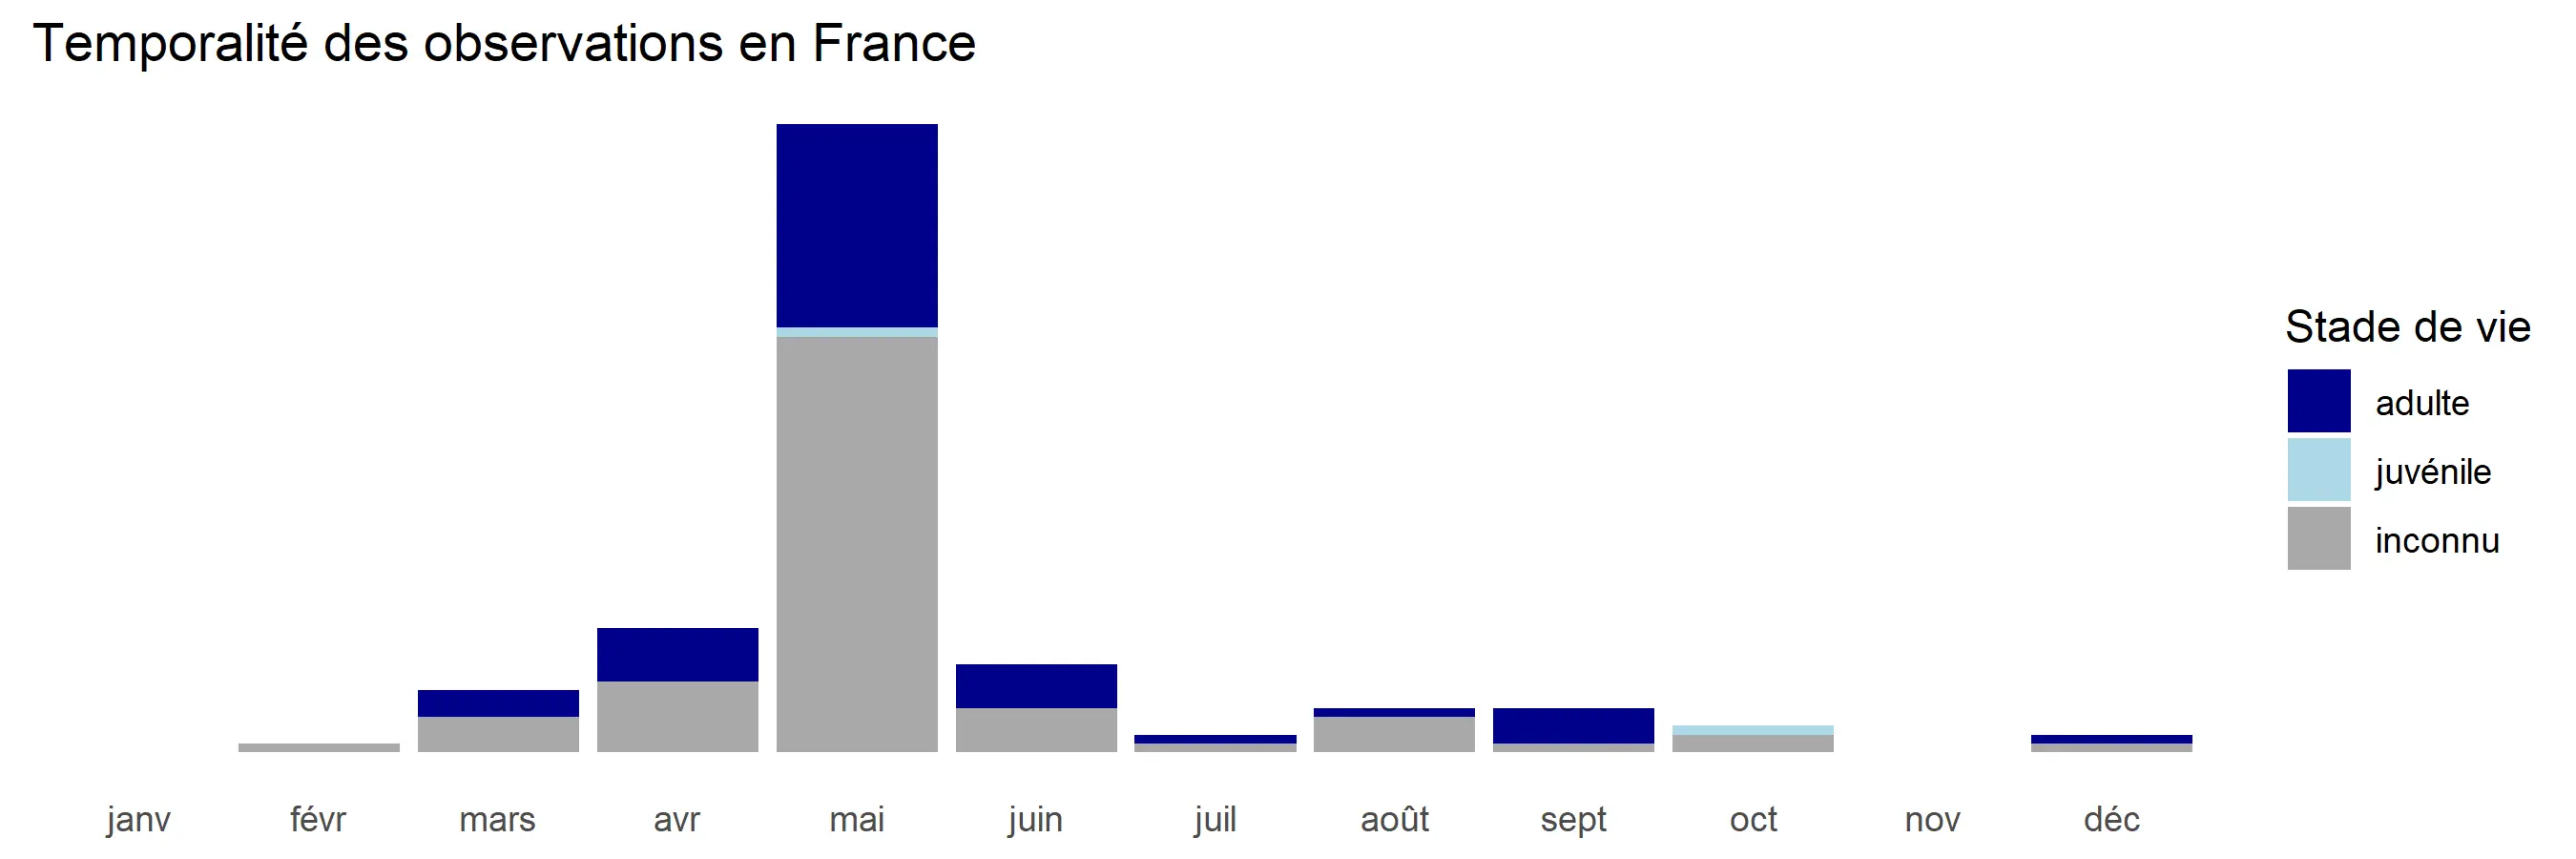 Temporalité des observations en France
Stade de vie
adulte
juvénile
inconnu
janv févr mars avr mai juin juil août sept oct nov déc